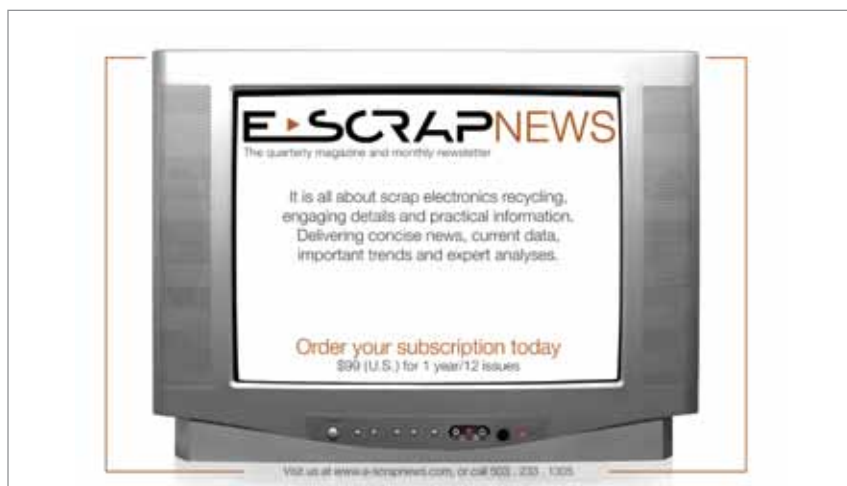 E▸SCRAPNEWS
The quarterly magazine and monthly newsletter
It is all about scrap electronics recycling,
engaging details and practical information.
Delivering concise news, current data,
important trends and expert analyses.
Order your subscription today
$99 (U.S.) for 1 year/12 issues
Visit us at www.e-scrapnews.com, or call 503 . 233 . 1305